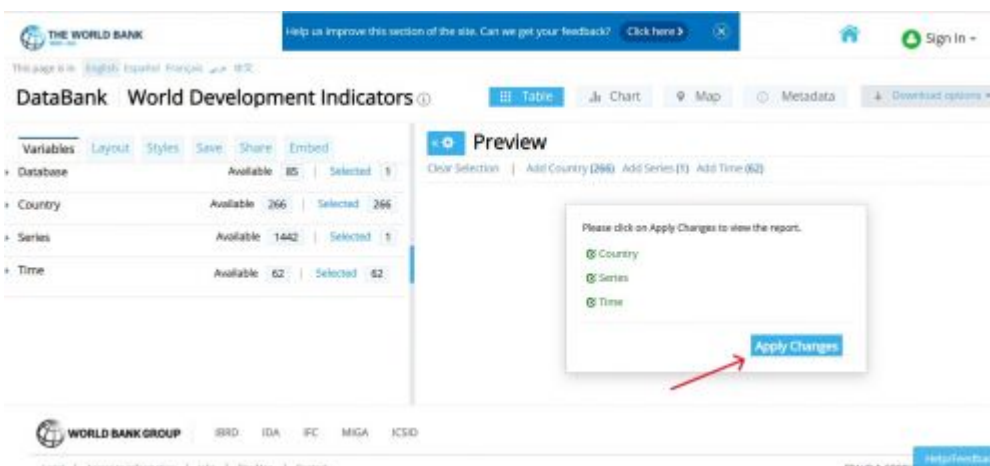 THE WORLD BANK
Help us improve this section of the site. Can we get your feedback? Click here
Sign In
This page is in English Español Français عربي 中文
DataBank World Development Indicators
Table Chart Map Metadata Download options
Variables Layout Styles Save Share Embed
Preview
Clear Selection | Add Country (266) Add Series (1) Add Time (62)
Database Available 85 | Selected 1
Country Available 266 | Selected 266
Series Available 1442 | Selected 1
Time Available 62 | Selected 62
Please click on Apply Changes to view the report.
Country
Series
Time
Apply Changes
WORLD BANK GROUP IBRD IDA IFC MIGA ICSID
Help/Feedback